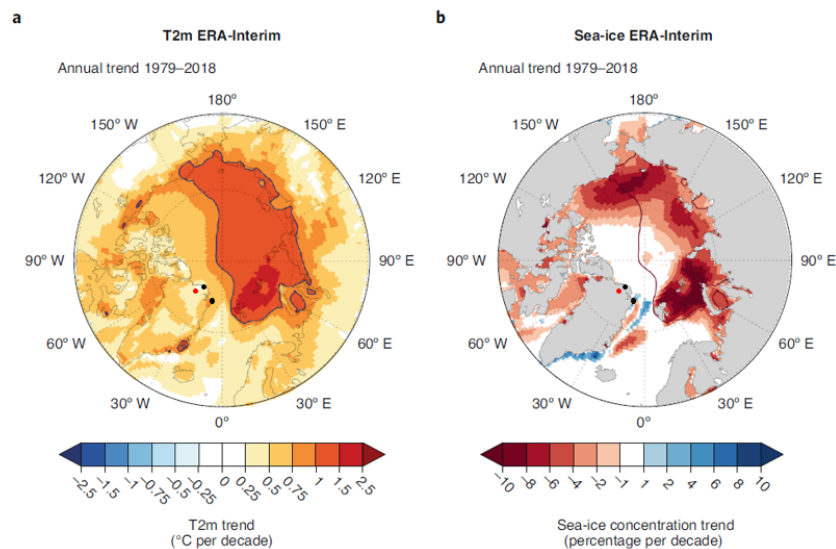 a
T2m ERA-Interim
Annual trend 1979–2018
180°
150° W
150° E
120° W
120° E
90° W
90° E
60° W
60° E
30° W
30° E
0°
−2.5
−1.5
−1
−0.75
−0.5
−0.25
0
0.25
0.5
0.75
1
1.5
2.5
T2m trend
(°C per decade)
b
Sea-ice ERA-Interim
Annual trend 1979–2018
180°
150° W
150° E
120° W
120° E
90° W
90° E
60° W
60° E
30° W
30° E
0°
−10
−8
−6
−4
−2
−1
1
2
4
6
8
10
Sea-ice concentration trend
(percentage per decade)